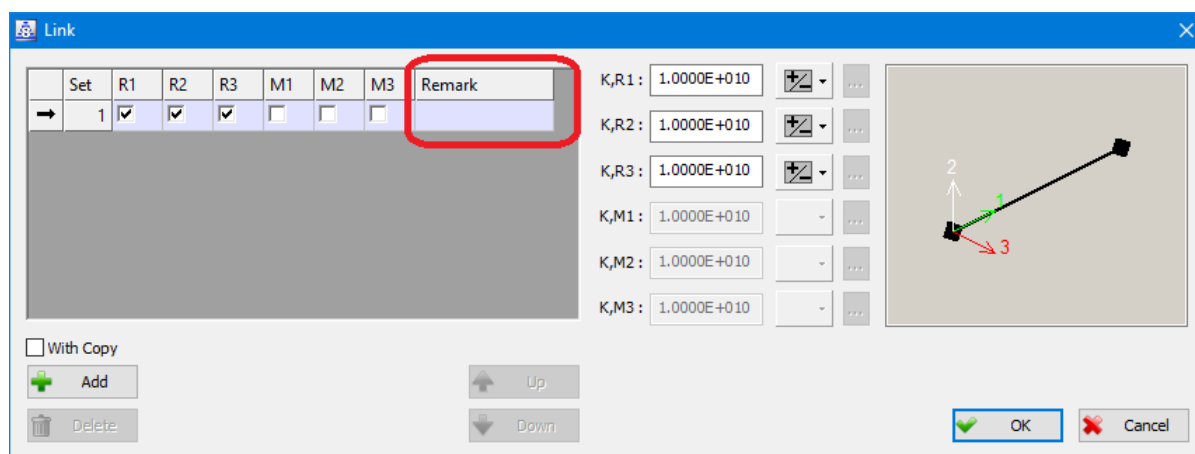 Link
Set R1 R2 R3 M1 M2 M3 Remark
1
K,R1 : 1.0000E+010
K,R2 : 1.0000E+010
K,R3 : 1.0000E+010
K,M1 : 1.0000E+010
K,M2 : 1.0000E+010
K,M3 : 1.0000E+010
2
1
3
With Copy
Add
Up
Delete
Down
OK
Cancel